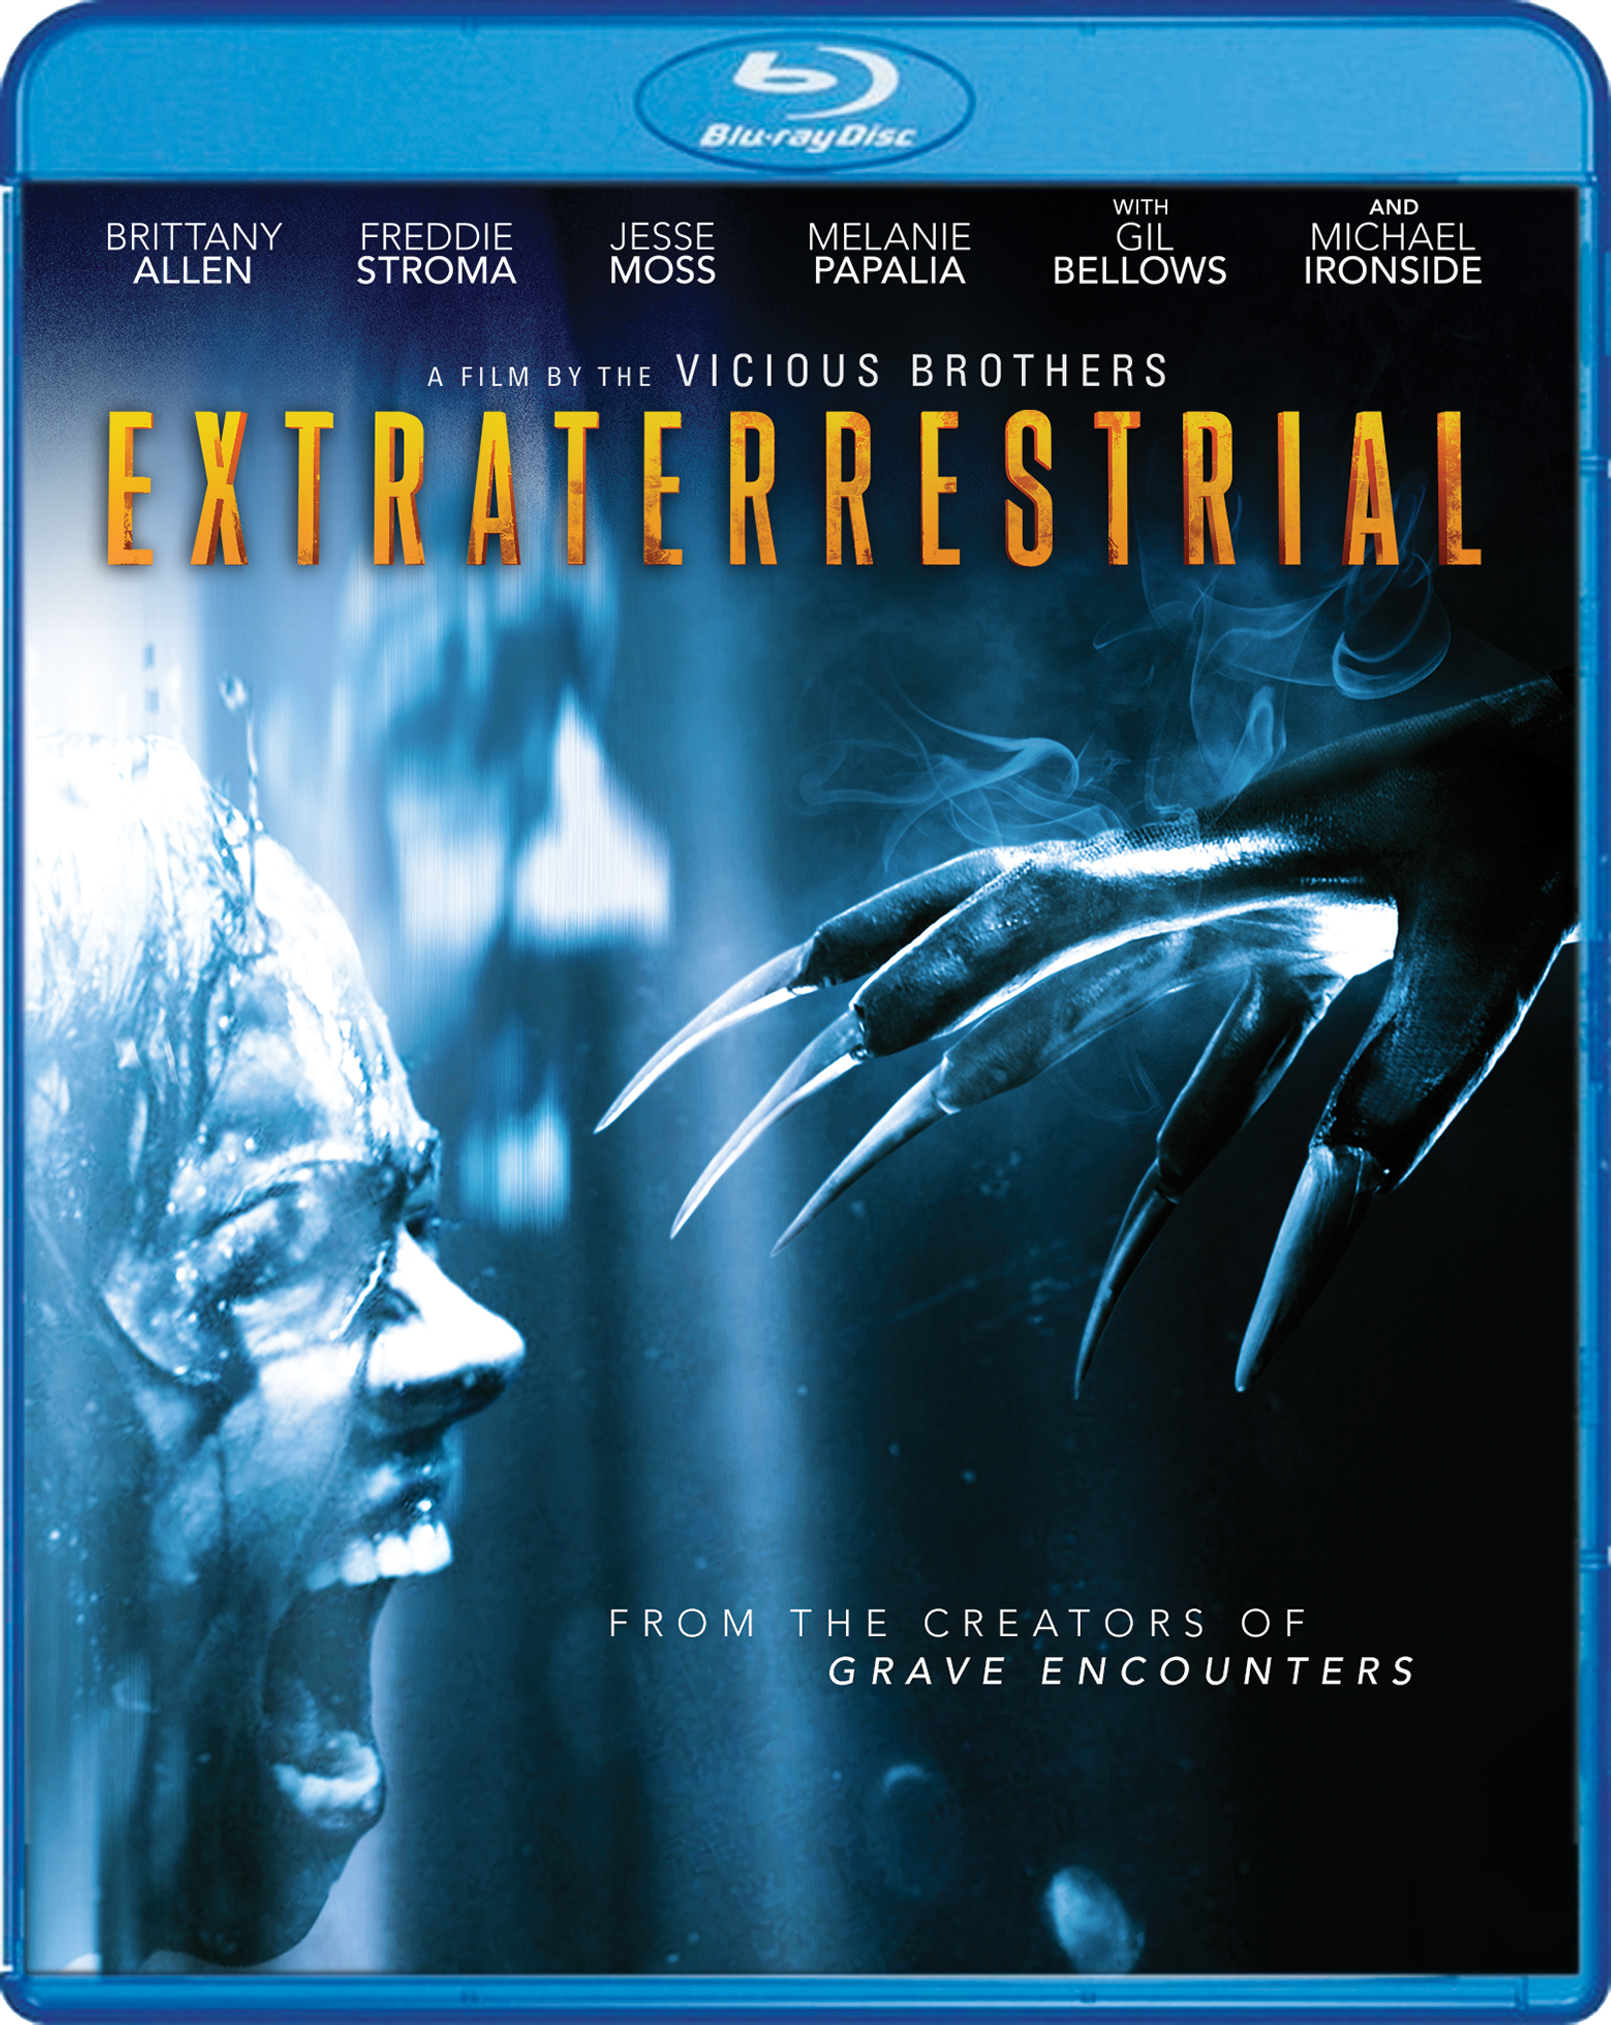 Blu-ray Disc
BRITTANY ALLEN
FREDDIE STROMA
JESSE MOSS
MELANIE PAPALIA
WITH GIL BELLOWS
AND MICHAEL IRONSIDE
A FILM BY THE VICIOUS BROTHERS
EXTRATERRESTRIAL
FROM THE CREATORS OF
GRAVE ENCOUNTERS